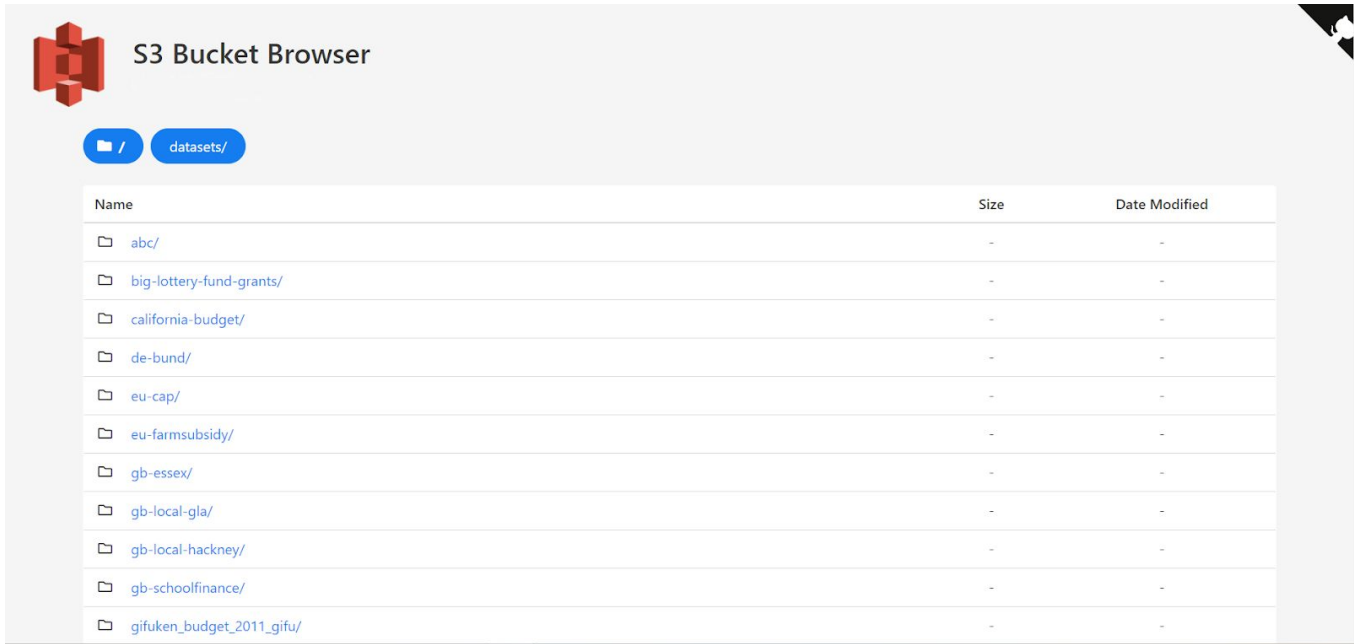 S3 Bucket Browser
/ datasets/
Name Size Date Modified
abc/ - -
big-lottery-fund-grants/ - -
california-budget/ - -
de-bund/ - -
eu-cap/ - -
eu-farmsubsidy/ - -
gb-essex/ - -
gb-local-gla/ - -
gb-local-hackney/ - -
gb-schoolfinance/ - -
gifuken_budget_2011_gifu/ - -